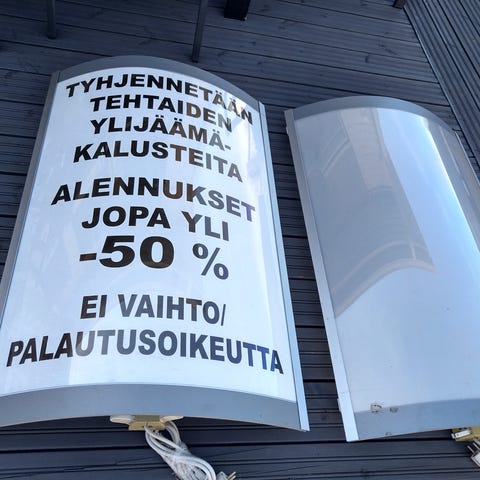 TYHJENNETÄÄN
TEHTAIDEN
YLIJÄÄMÄ-
KALUSTEITA
ALENNUKSET
JOPA YLI
-50 %
EI VAIHTO/
PALAUTUSOIKEUTTA